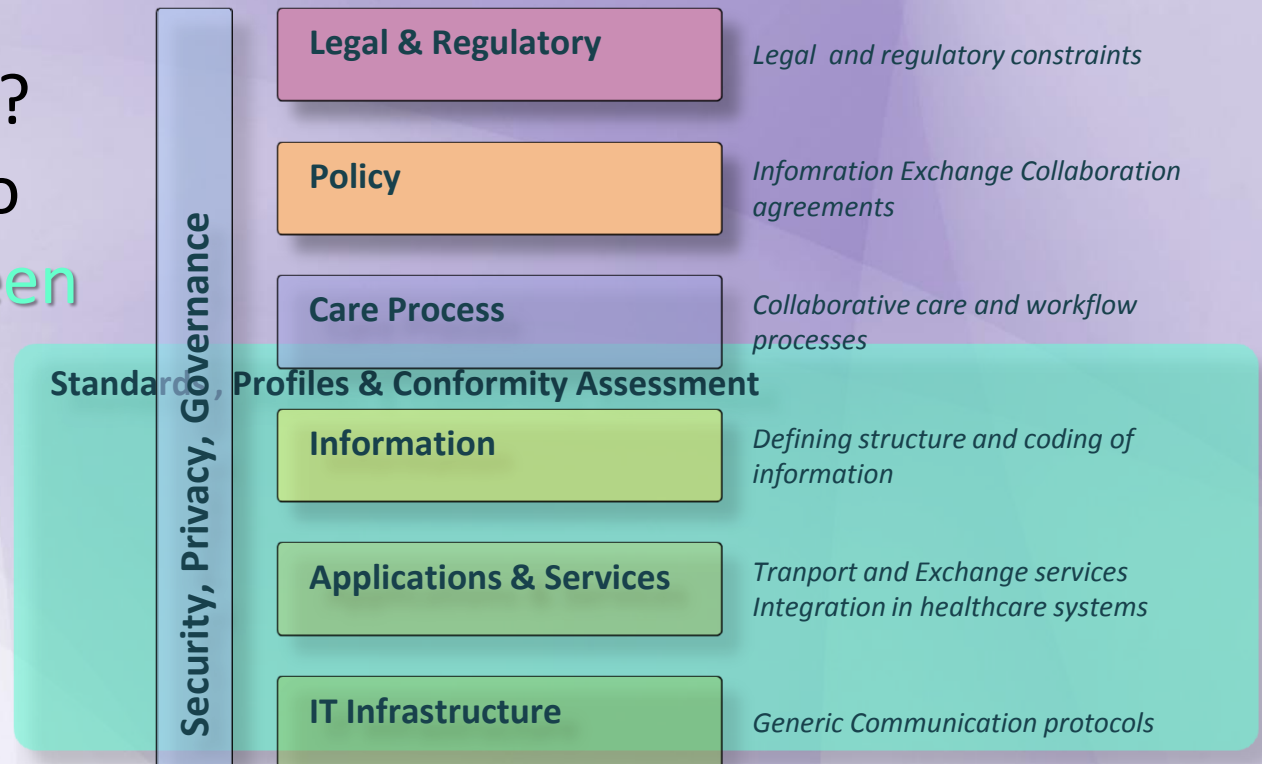 ?
o
een
Security, Privacy, Governance
Legal & Regulatory
Legal and regulatory constraints
Policy
Infomration Exchange Collaboration
agreements
Care Process
Collaborative care and workflow
processes
Standards, Profiles & Conformity Assessment
Information
Defining structure and coding of
information
Applications & Services
Tranport and Exchange services
Integration in healthcare systems
IT Infrastructure
Generic Communication protocols